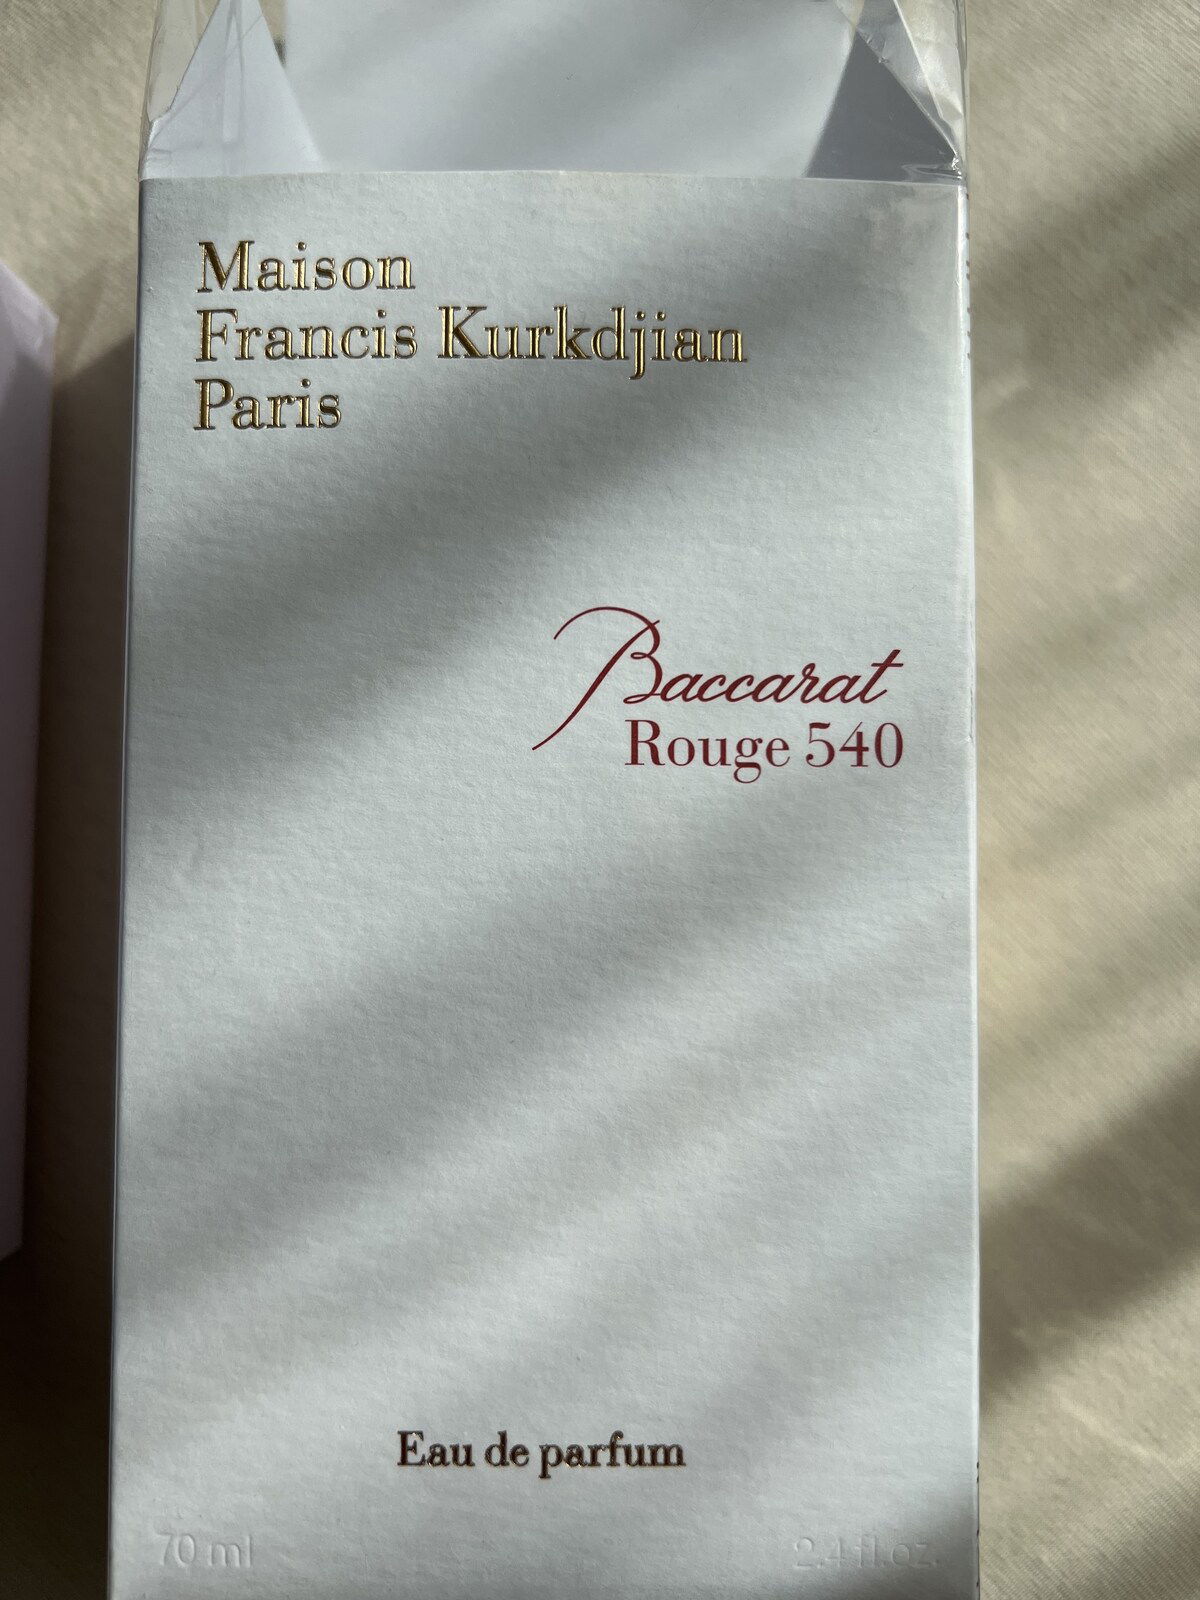 Maison
Francis Kurkdjian
Paris
Baccarat
Rouge 540
Eau de parfum
70 ml
2.4 fl.oz.